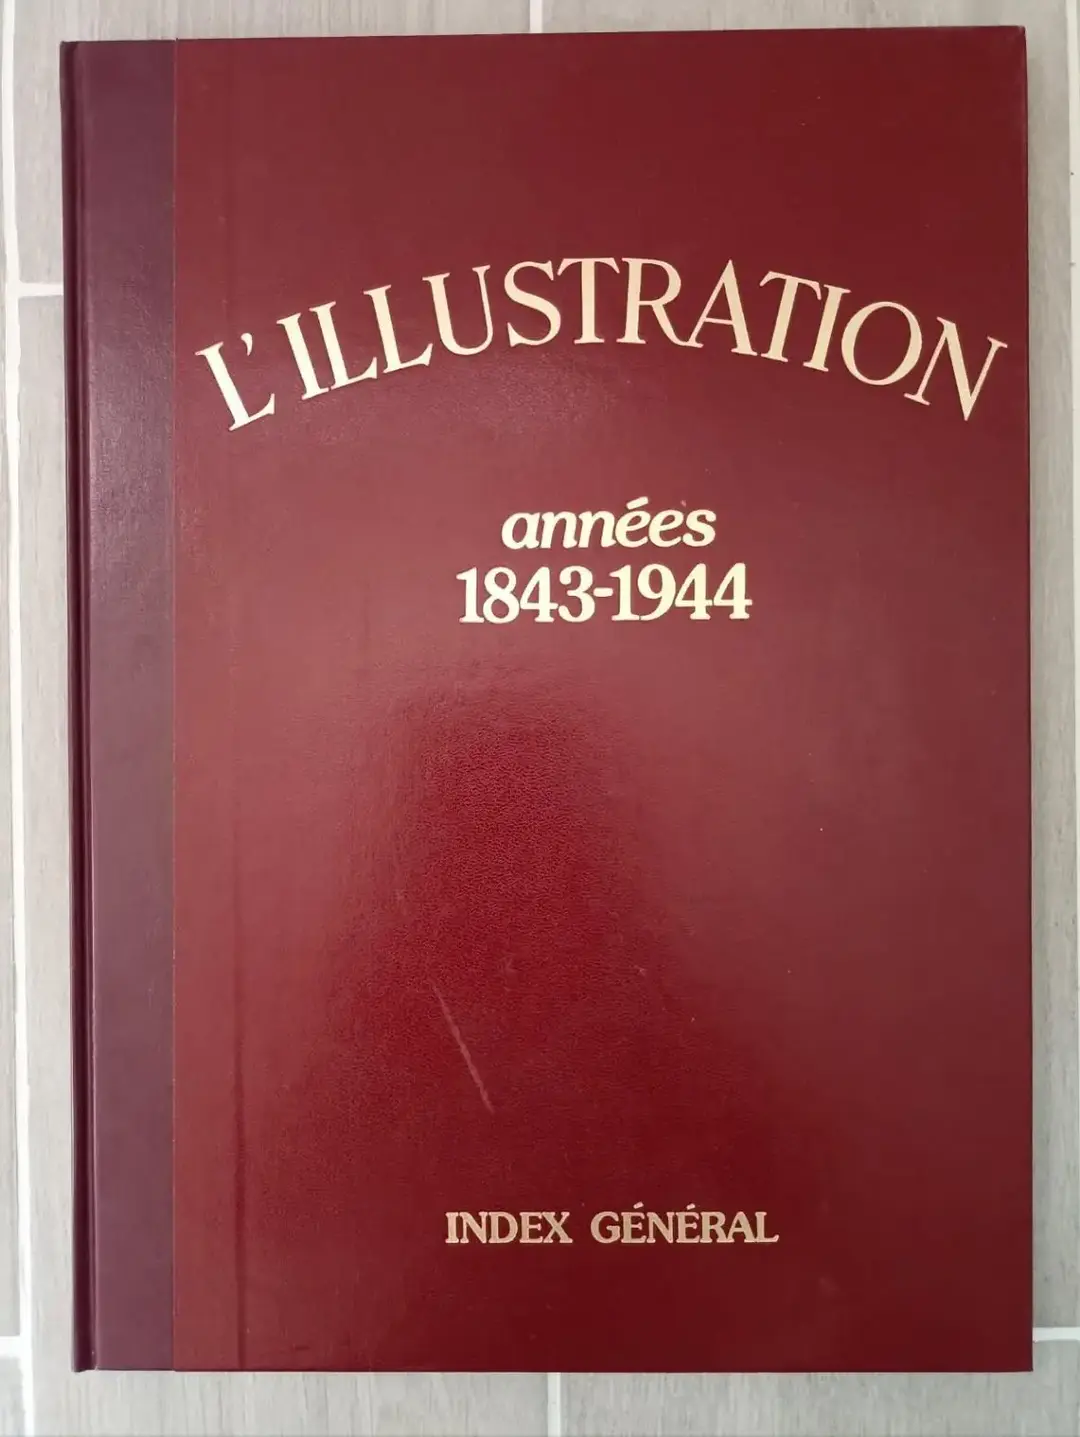 L'ILLUSTRATION
années
1843-1944
INDEX GÉNÉRAL